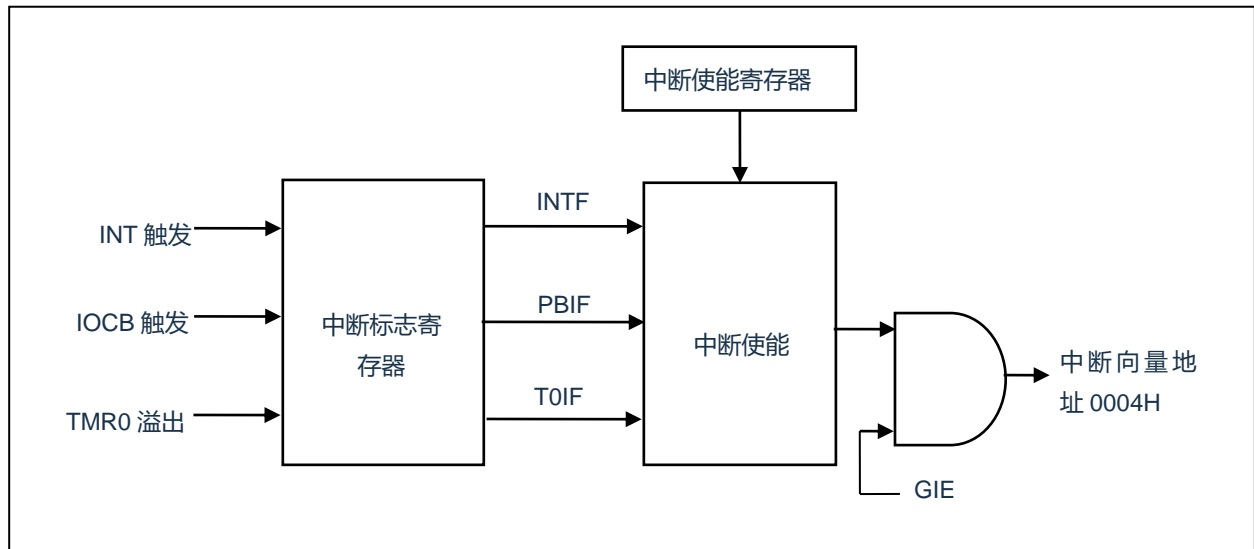 中断使能寄存器
INTF
INT 触发
PBIF
IOCB 触发
中断标志寄
存器
中断使能
中断向量地
址 0004H
T0IF
TMR0 溢出
GIE